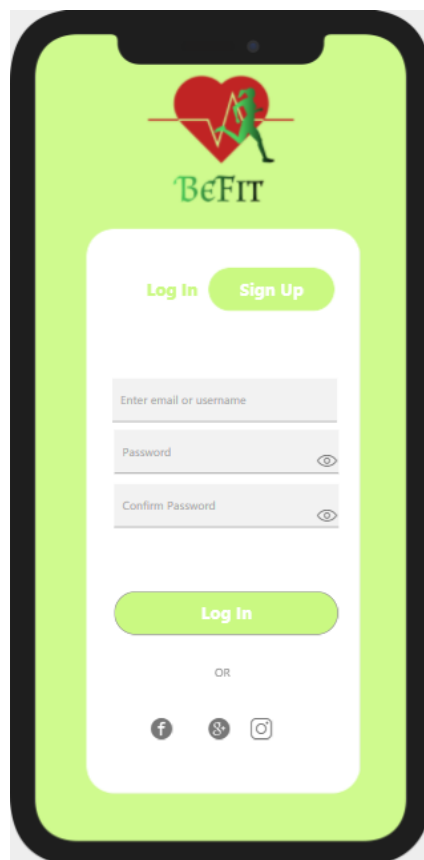 BeFit
Log In Sign Up
Enter email or username
Password
Confirm Password
Log In
OR
f g+